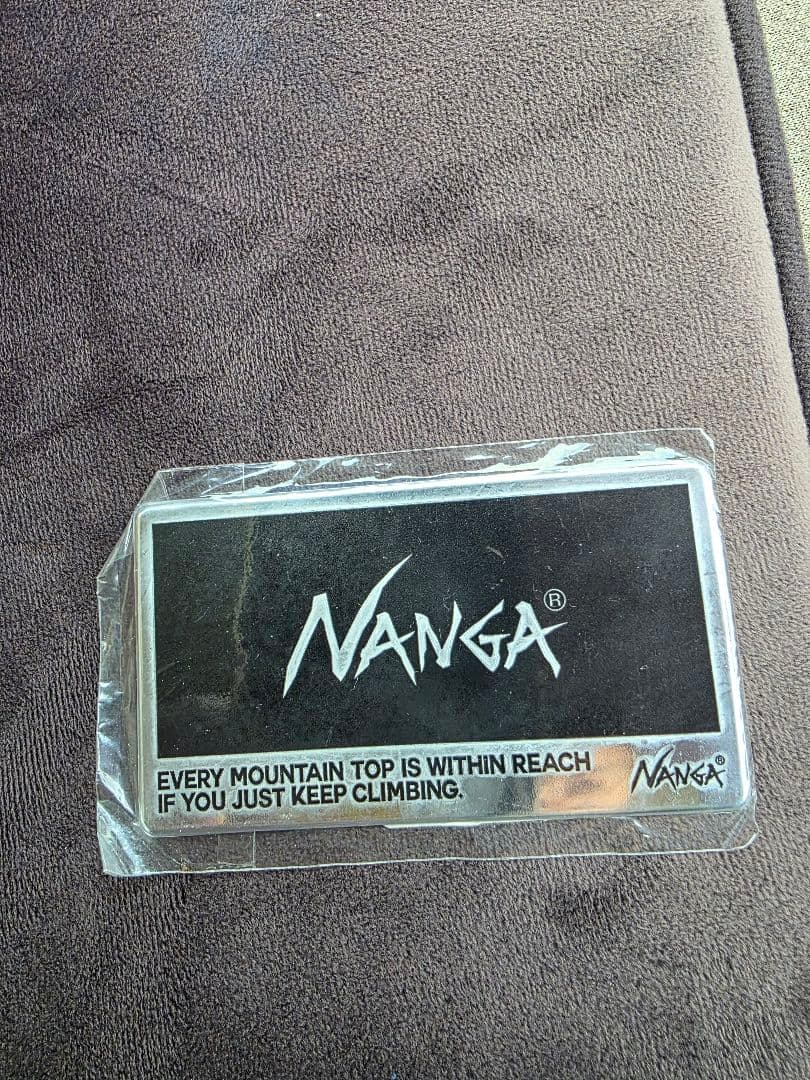 NANGA®
EVERY MOUNTAIN TOP IS WITHIN REACH
IF YOU JUST KEEP CLIMBING.
NANGA®